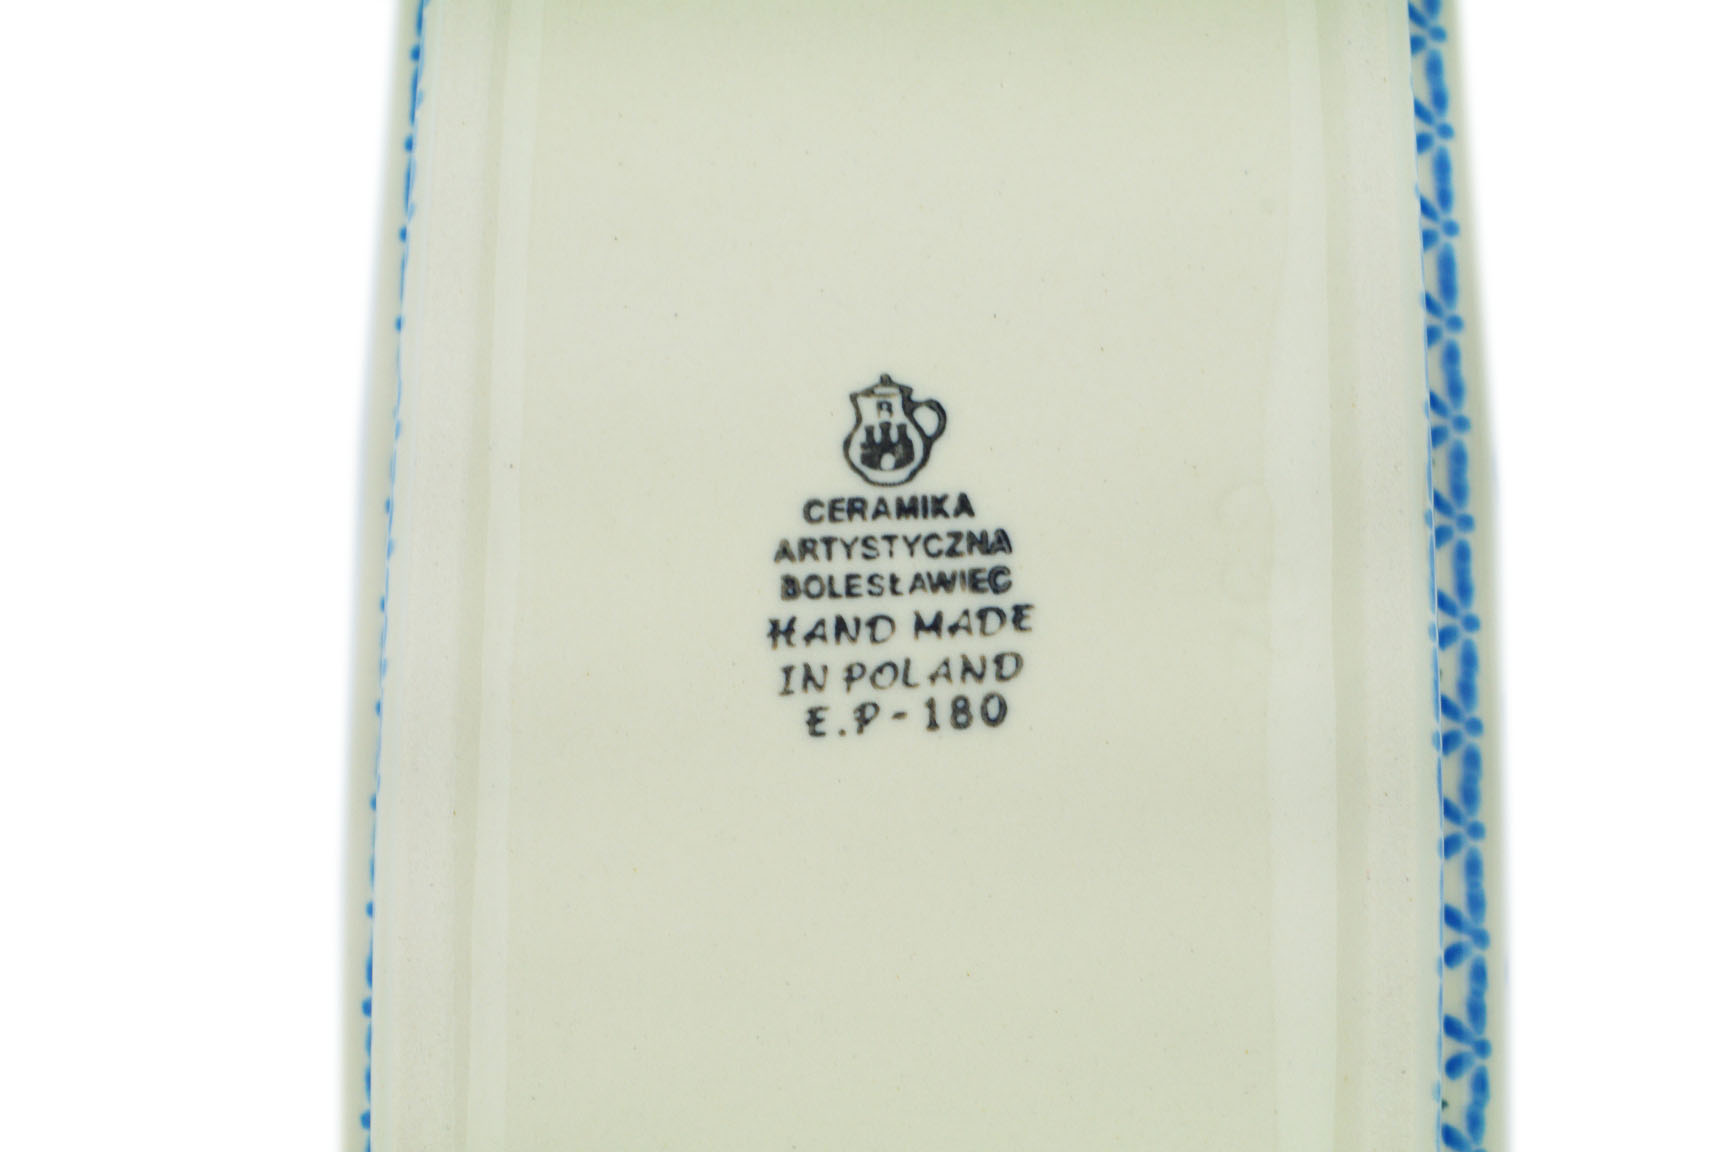 CERAMIKA
ARTYSTYCZNA
BOLESŁAWIEC
HAND MADE
IN POLAND
E.P-180